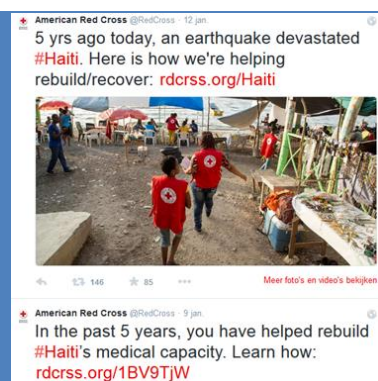 American Red Cross @RedCross · 12 jan.
5 yrs ago today, an earthquake devastated
#Haiti. Here is how we're helping
rebuild/recover: rdcrss.org/Haiti
146 85 Meer foto's en video's bekijken
American Red Cross @RedCross · 9 jan.
In the past 5 years, you have helped rebuild
#Haiti's medical capacity. Learn how:
rdcrss.org/1BV9TjW